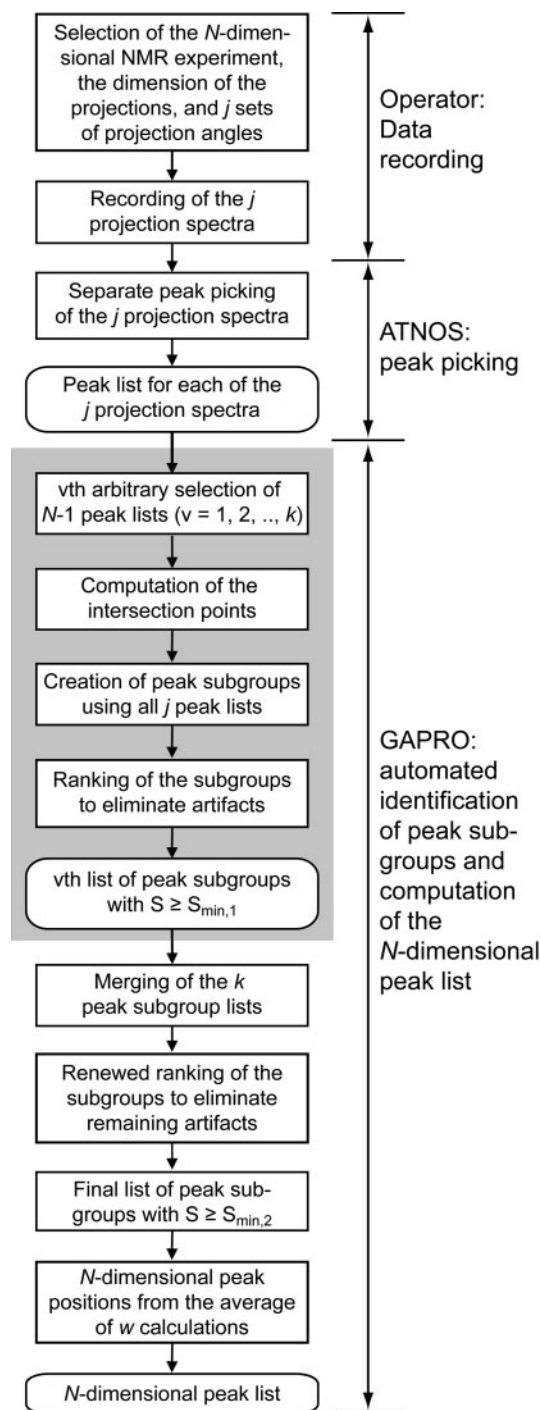 Selection of the N-dimen-
sional NMR experiment,
the dimension of the
projections, and j sets
of projection angles
Recording of the j
projection spectra
Operator:
Data
recording
Separate peak picking
of the j projection spectra
Peak list for each of the
j projection spectra
ATNOS:
peak picking
vth arbitrary selection of
N-1 peak lists (v = 1, 2, .., k)
Computation of the
intersection points
Creation of peak subgroups
using all j peak lists
Ranking of the subgroups
to eliminate artifacts
vth list of peak subgroups
with S ≥ Smin,1
Merging of the k
peak subgroup lists
Renewed ranking of the
subgroups to eliminate
remaining artifacts
Final list of peak sub-
groups with S ≥ Smin,2
N-dimensional peak
positions from the average
of w calculations
N-dimensional peak list
GAPRO:
automated
identification
of peak sub-
groups and
computation
of the
N-dimensional
peak list